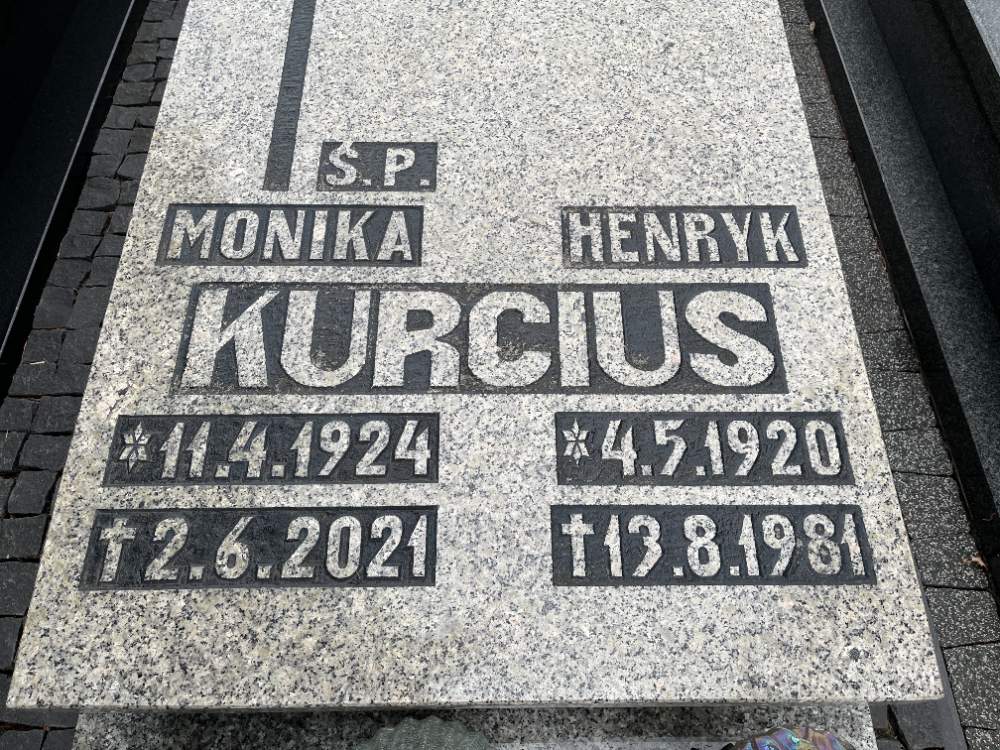 Ś.P.
MONIKA HENRYK
KURCIUS
*11.4.1924 *4.5.1920
†2.6.2021 †13.8.1981